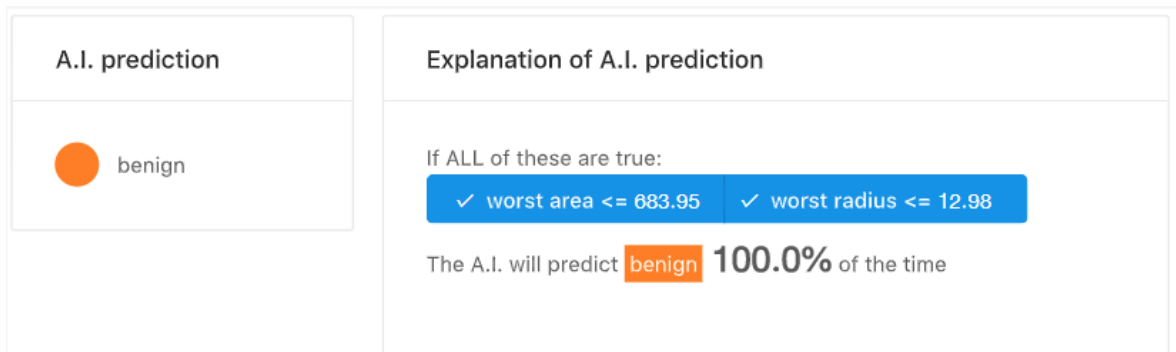 A.I. prediction
benign
Explanation of A.I. prediction
If ALL of these are true:
✓ worst area <= 683.95 ✓ worst radius <= 12.98
The A.I. will predict benign 100.0% of the time